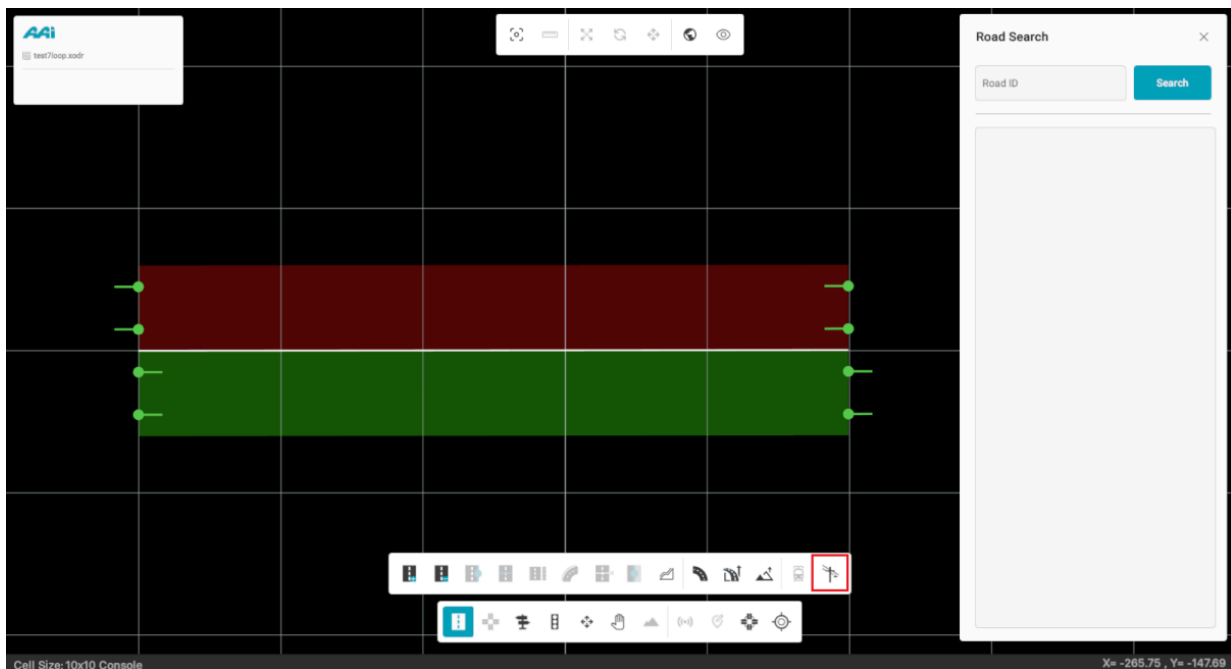 AAi
test7loop.xodr
Road Search
Road ID
Search
Cell Size: 10x10 Console
X= -265.75 , Y= -147.69